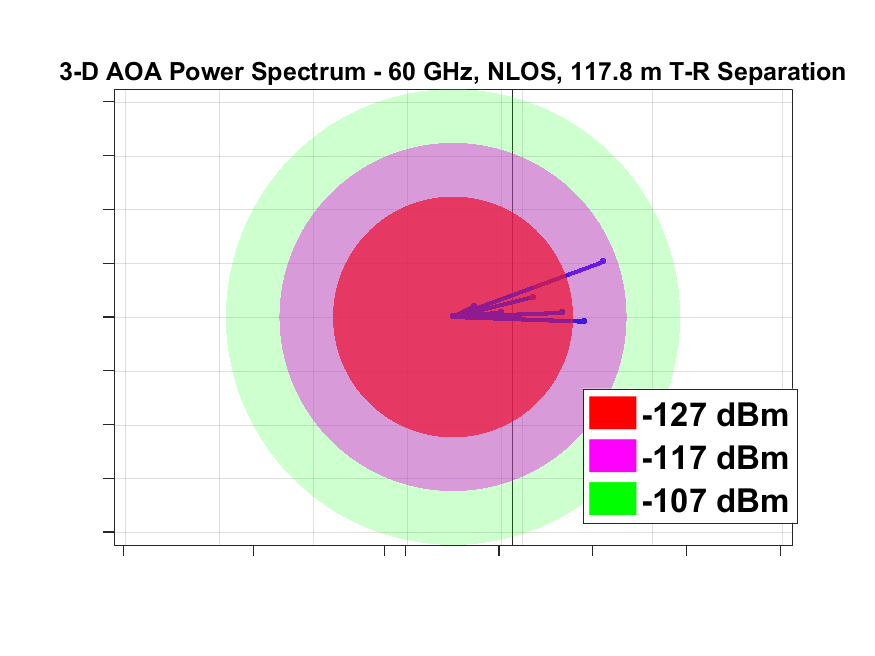 3-D AOA Power Spectrum - 60 GHz, NLOS, 117.8 m T-R Separation
-127 dBm
-117 dBm
-107 dBm